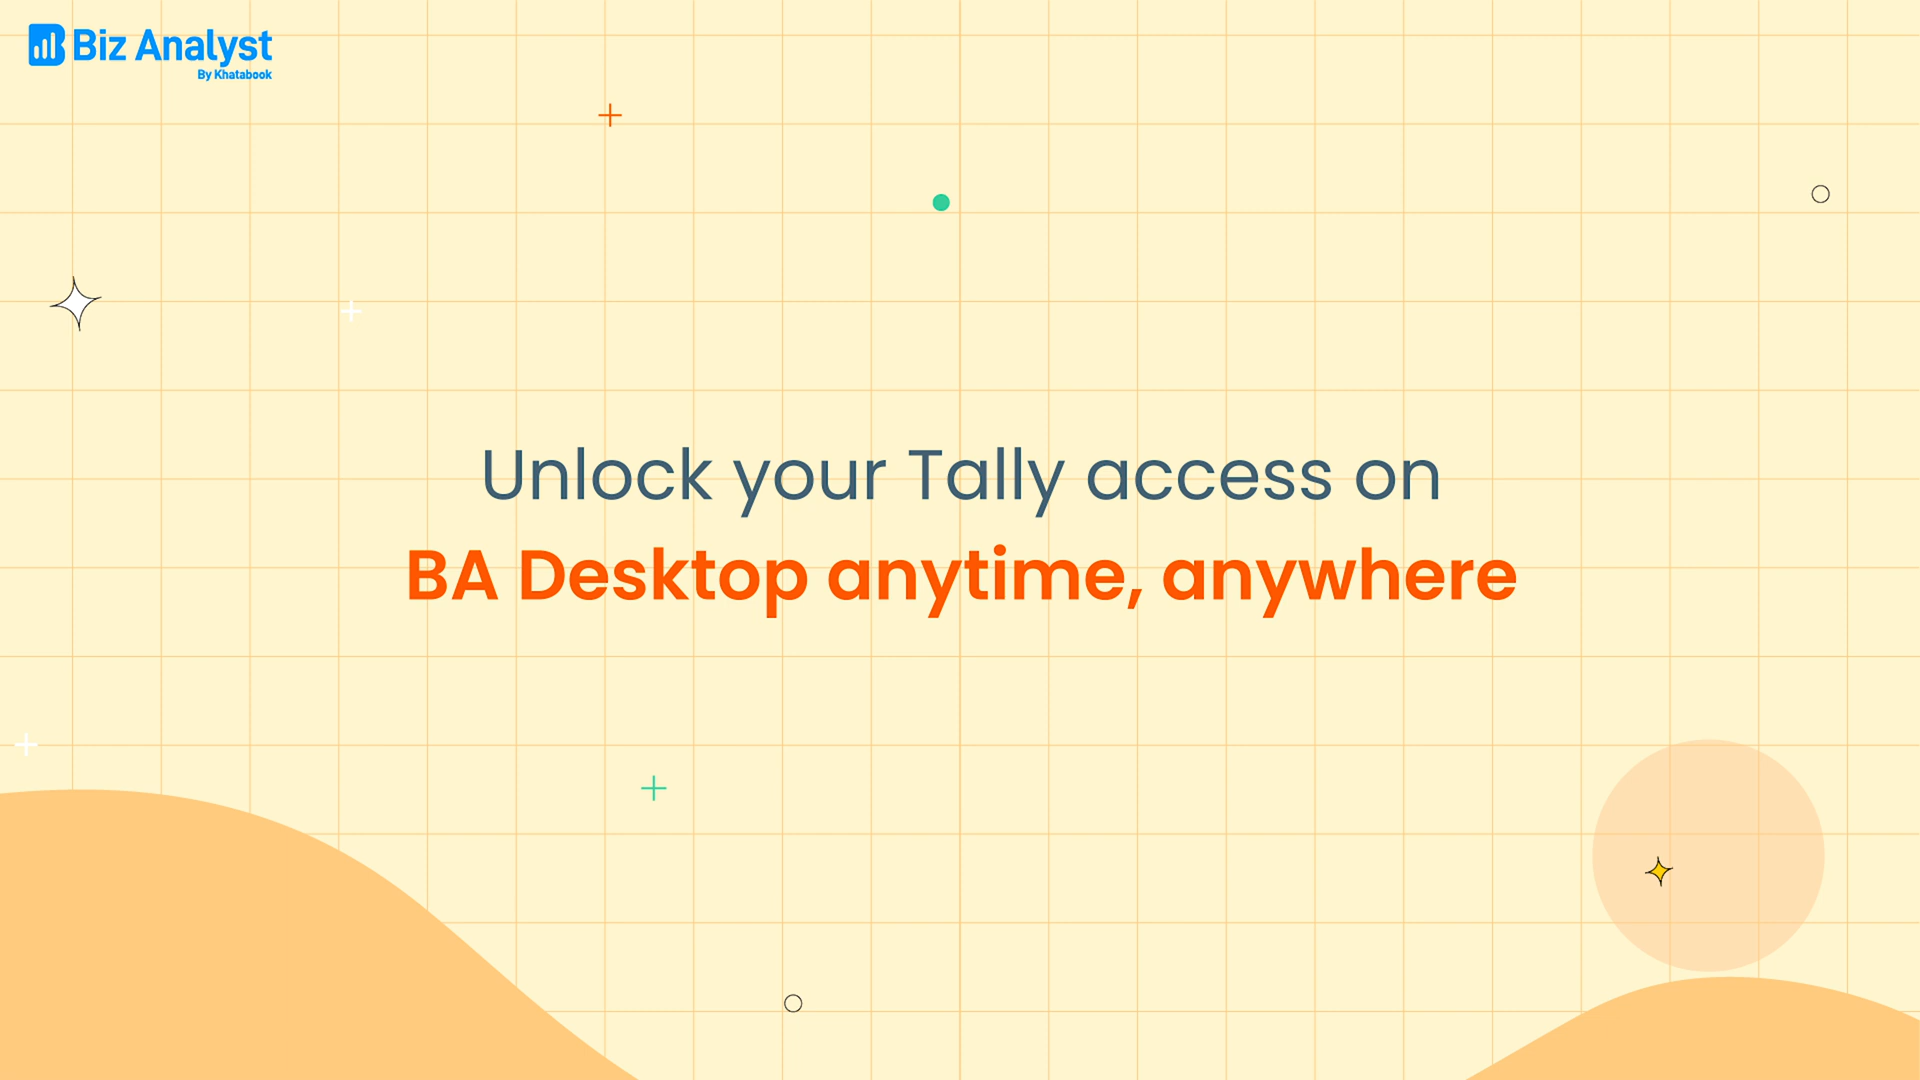 Biz Analyst
By Khatabook
Unlock your Tally access on
BA Desktop anytime, anywhere